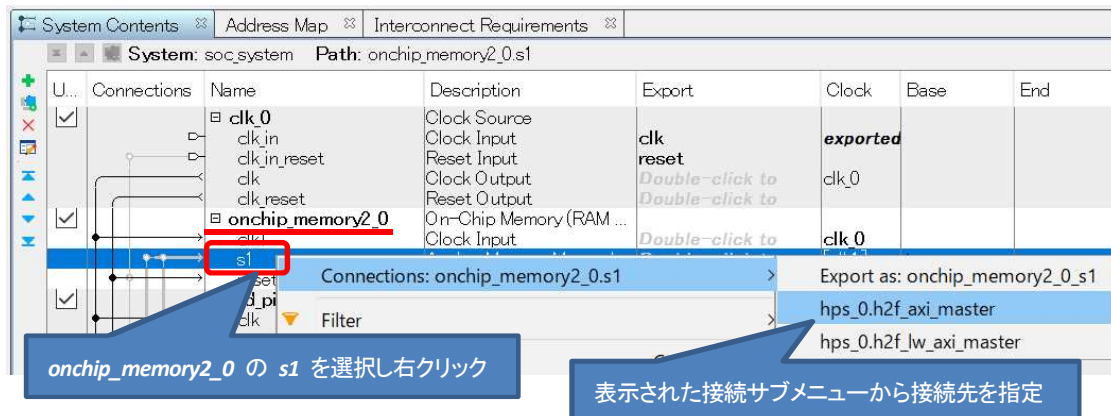 System Contents Address Map Interconnect Requirements
System: soc_system Path: onchip_memory2_0.s1
U... Connections Name Description Export Clock Base End
clk_0 Clock Source
clk_in Clock Input clk exported
clk_in_reset Reset Input reset
clk Clock Output Double-click to clk_0
clk_reset Reset Output Double-click to
onchip_memory2_0 On-Chip Memory (RAM ...
clk1 Clock Input Double-click to clk_0
s1
Connections: onchip_memory2_0.s1 > Export as: onchip_memory2_0_s1
hps_0.h2f_axi_master
clk Filter >
hps_0.h2f_lw_axi_master
onchip_memory2_0 の s1 を選択し右クリック
表示された接続サブメニューから接続先を指定